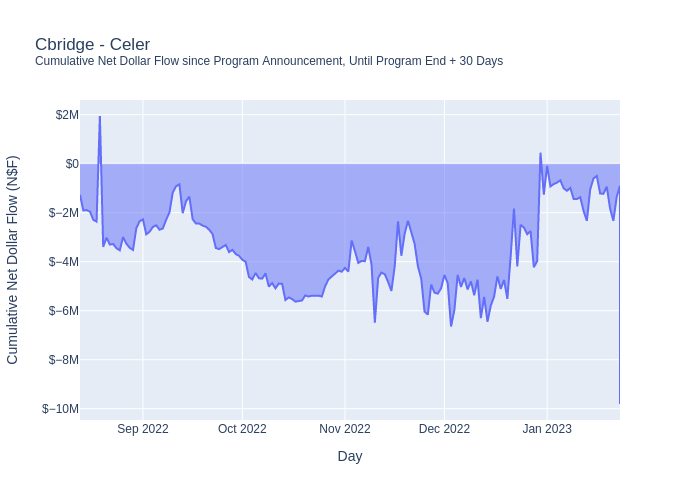 Cbridge - Celer
Cumulative Net Dollar Flow since Program Announcement, Until Program End + 30 Days
Cumulative Net Dollar Flow (N$F)
$2M
$0
$−2M
$−4M
$−6M
$−8M
$−10M
Sep 2022
Oct 2022
Nov 2022
Dec 2022
Jan 2023
Day